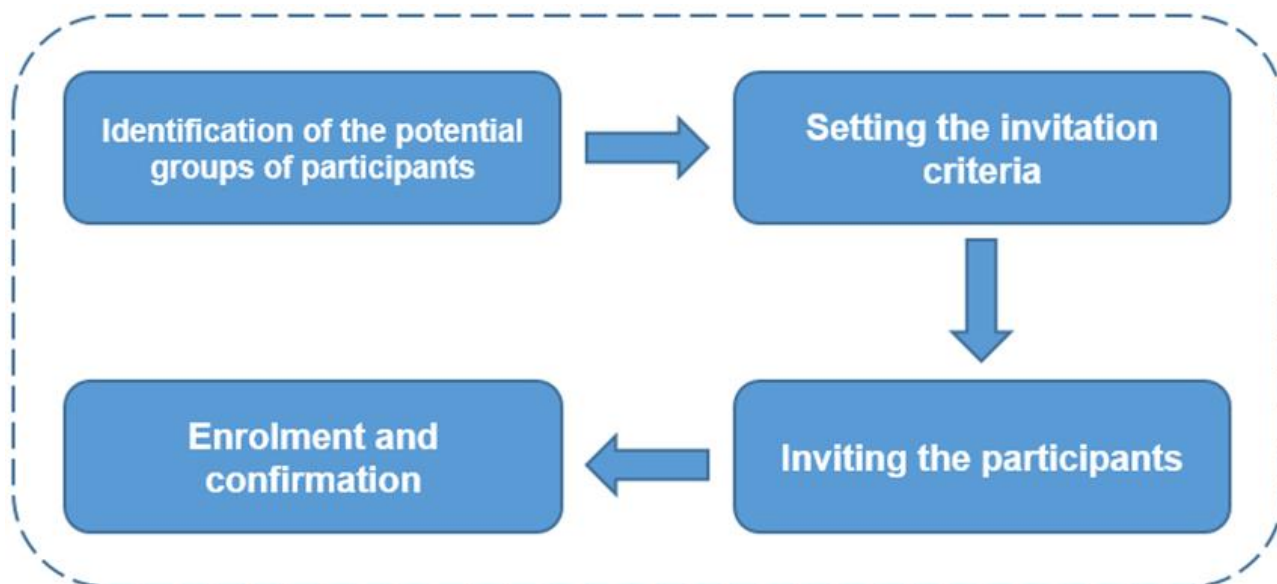 Identification of the potential
groups of participants
Setting the invitation
criteria
Inviting the participants
Enrolment and
confirmation